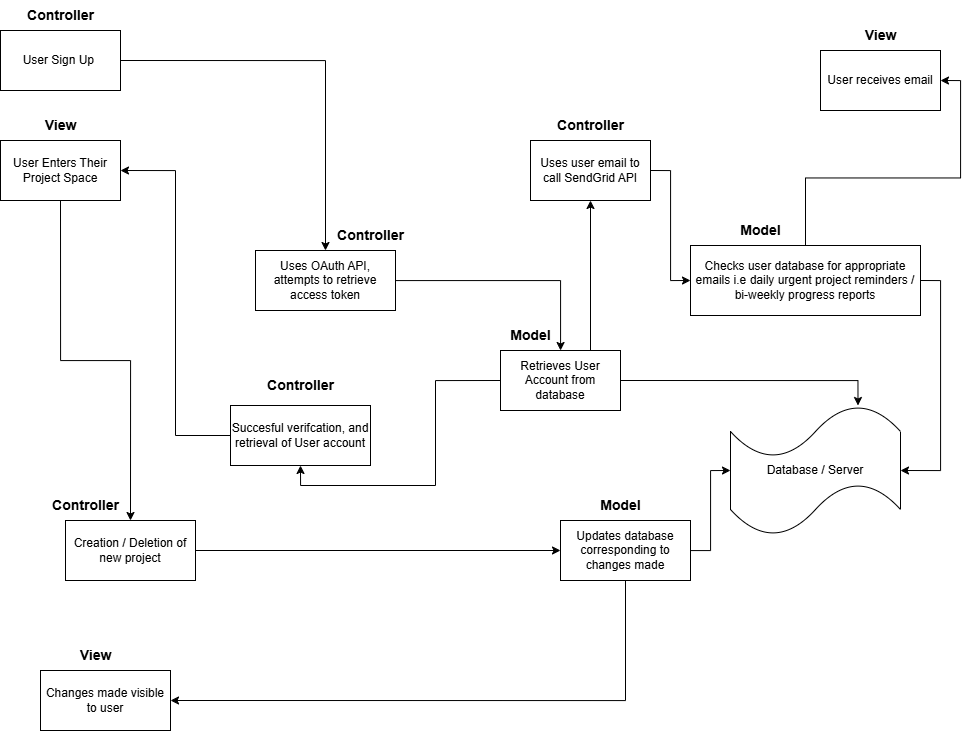 Controller
User Sign Up
View
User receives email
View
User Enters Their
Project Space
Controller
Uses user email to
call SendGrid API
Controller
Uses OAuth API,
attempts to retrieve
access token
Model
Checks user database for appropriate
emails i.e daily urgent project reminders /
bi-weekly progress reports
Model
Retrieves User
Account from
database
Controller
Succesful verifcation, and
retrieval of User account
Database / Server
Controller
Creation / Deletion of
new project
Model
Updates database
corresponding to
changes made
View
Changes made visible
to user